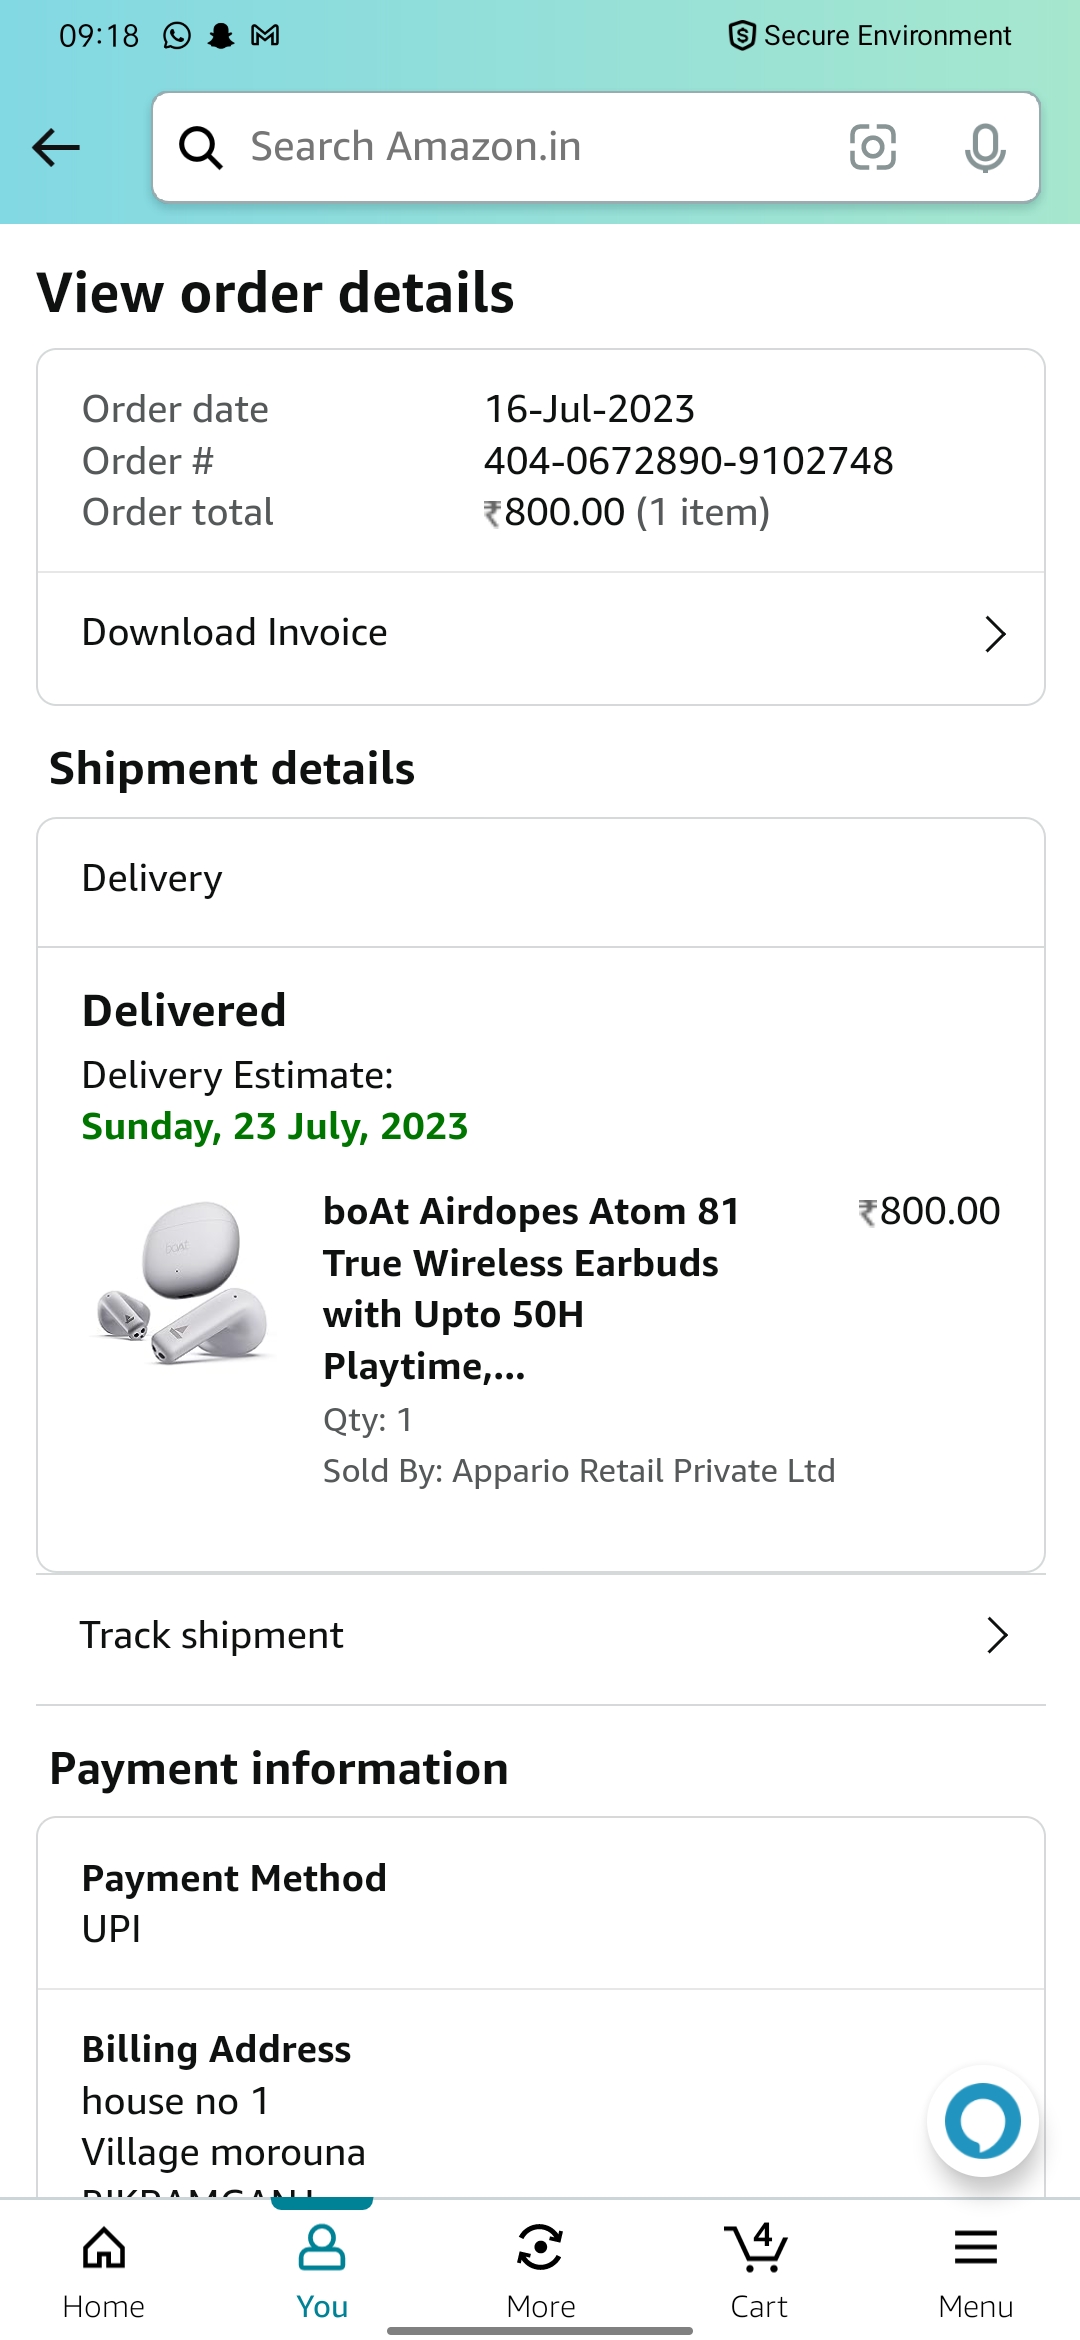 09:18 Secure Environment
Search Amazon.in
View order details
Order date 16-Jul-2023
Order # 404-0672890-9102748
Order total ₹800.00 (1 item)
Download Invoice
Shipment details
Delivery
Delivered
Delivery Estimate:
Sunday, 23 July, 2023
boAt Airdopes Atom 81 ₹800.00
True Wireless Earbuds
with Upto 50H
Playtime,...
Qty: 1
Sold By: Appario Retail Private Ltd
Track shipment
Payment information
Payment Method
UPI
Billing Address
house no 1
Village morouna
4
Home You More Cart Menu